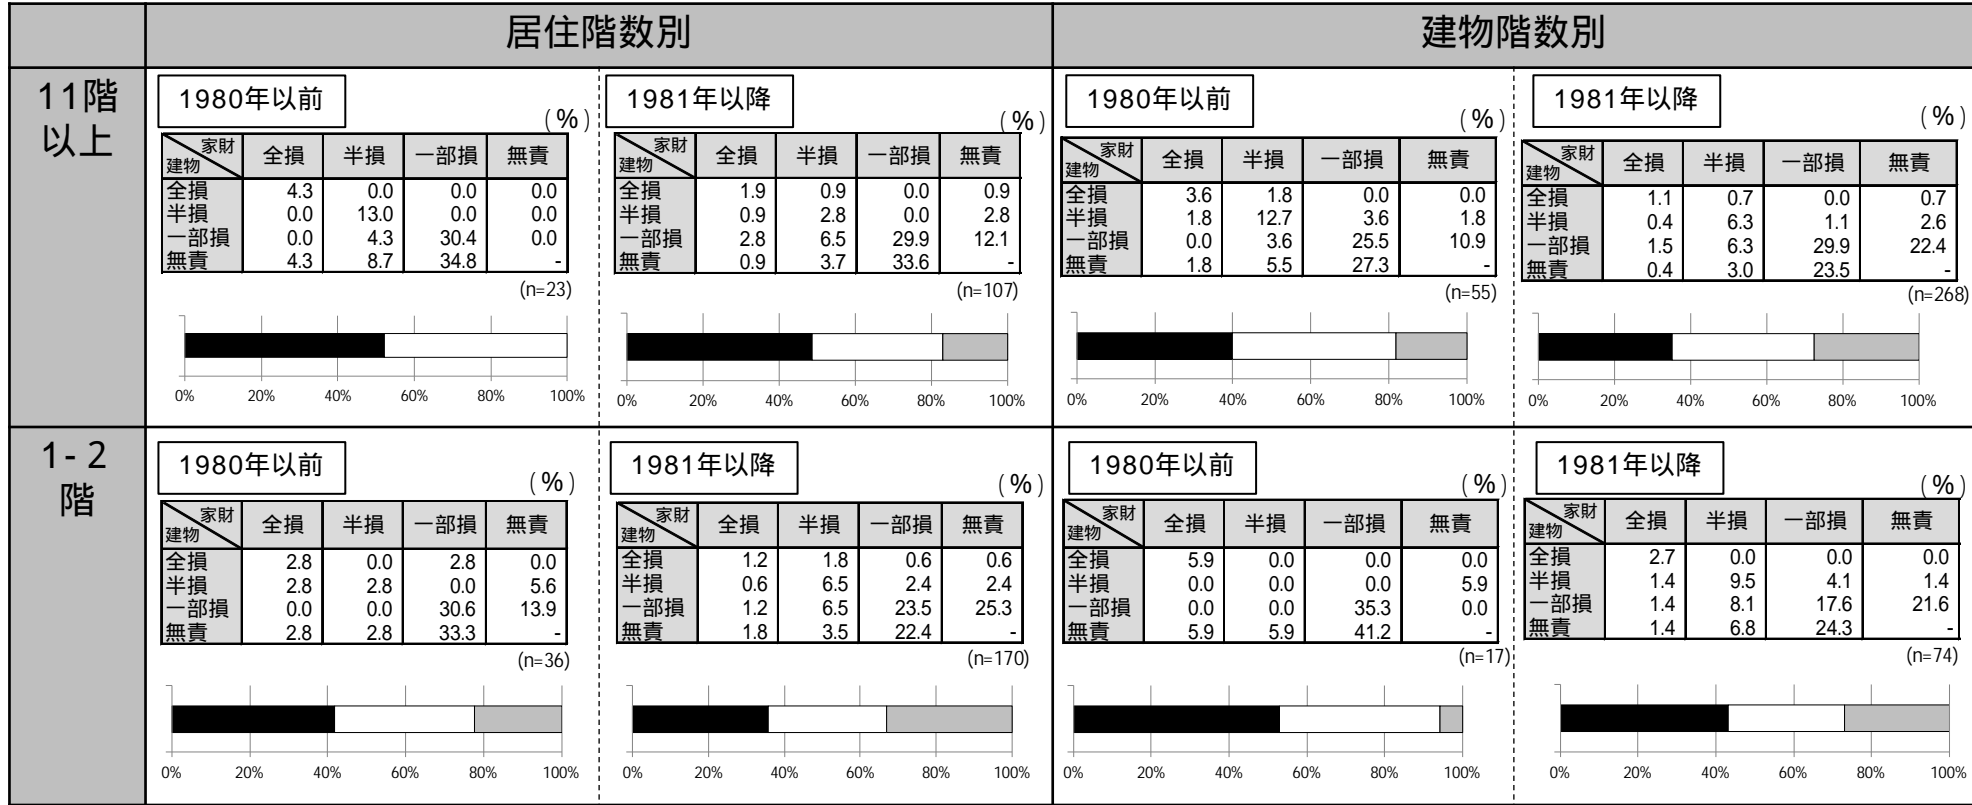 居住階数別 建物階数別
11階
以上
1980年以前
(%)
家財 全損 半損 一部損 無責
建物
全損 4.3 0.0 0.0 0.0
半損 0.0 13.0 0.0 0.0
一部損 0.0 4.3 30.4 0.0
無責 4.3 8.7 34.8 -
(n=23)
0% 20% 40% 60% 80% 100%
1981年以降
(%)
家財 全損 半損 一部損 無責
建物
全損 1.9 0.9 0.0 0.9
半損 0.9 2.8 0.0 2.8
一部損 2.8 6.5 29.9 12.1
無責 0.9 3.7 33.6 -
(n=107)
0% 20% 40% 60% 80% 100%
1980年以前
(%)
家財 全損 半損 一部損 無責
建物
全損 3.6 1.8 0.0 0.0
半損 1.8 12.7 3.6 1.8
一部損 0.0 3.6 25.5 10.9
無責 1.8 5.5 27.3 -
(n=55)
0% 20% 40% 60% 80% 100%
1981年以降
(%)
家財 全損 半損 一部損 無責
建物
全損 1.1 0.7 0.0 0.7
半損 0.4 6.3 1.1 2.6
一部損 1.5 6.3 29.9 22.4
無責 0.4 3.0 23.5 -
(n=268)
0% 20% 40% 60% 80% 100%
1-2
階
1980年以前
(%)
家財 全損 半損 一部損 無責
建物
全損 2.8 0.0 2.8 0.0
半損 2.8 2.8 0.0 5.6
一部損 0.0 0.0 30.6 13.9
無責 2.8 2.8 33.3 -
(n=36)
0% 20% 40% 60% 80% 100%
1981年以降
(%)
家財 全損 半損 一部損 無責
建物
全損 1.2 1.8 0.6 0.6
半損 0.6 6.5 2.4 2.4
一部損 1.2 6.5 23.5 25.3
無責 1.8 3.5 22.4 -
(n=170)
0% 20% 40% 60% 80% 100%
1980年以前
(%)
家財 全損 半損 一部損 無責
建物
全損 5.9 0.0 0.0 0.0
半損 0.0 0.0 0.0 5.9
一部損 0.0 0.0 35.3 0.0
無責 5.9 5.9 41.2 -
(n=17)
0% 20% 40% 60% 80% 100%
1981年以降
(%)
家財 全損 半損 一部損 無責
建物
全損 2.7 0.0 0.0 0.0
半損 1.4 9.5 4.1 1.4
一部損 1.4 8.1 17.6 21.6
無責 1.4 6.8 24.3 -
(n=74)
0% 20% 40% 60% 80% 100%